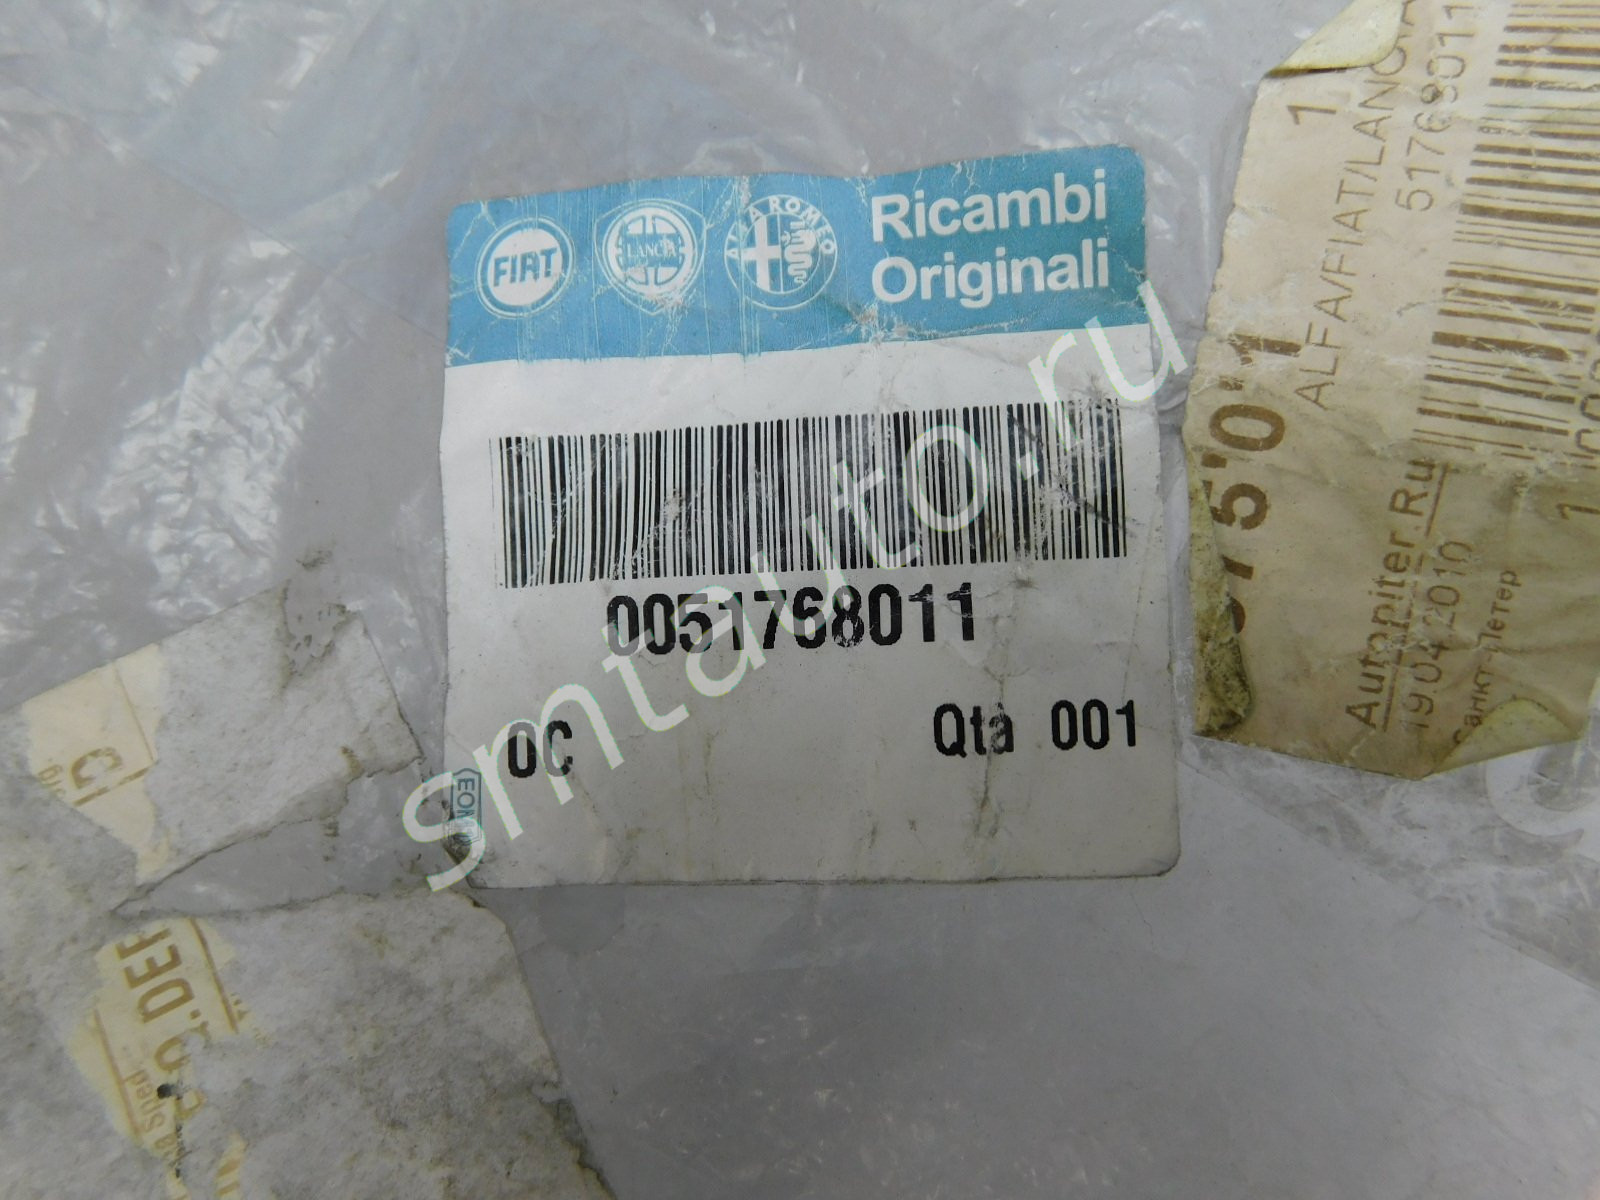 FIAT
LANCIA
ALFA ROMEO
Ricambi
Originali
0051768011
0C
Qtà 001
smtauto.ru
1
ALFA/FIAT/LANCIA
51768011
Autopiter.Ru
19.04.2010
Санкт-Петер